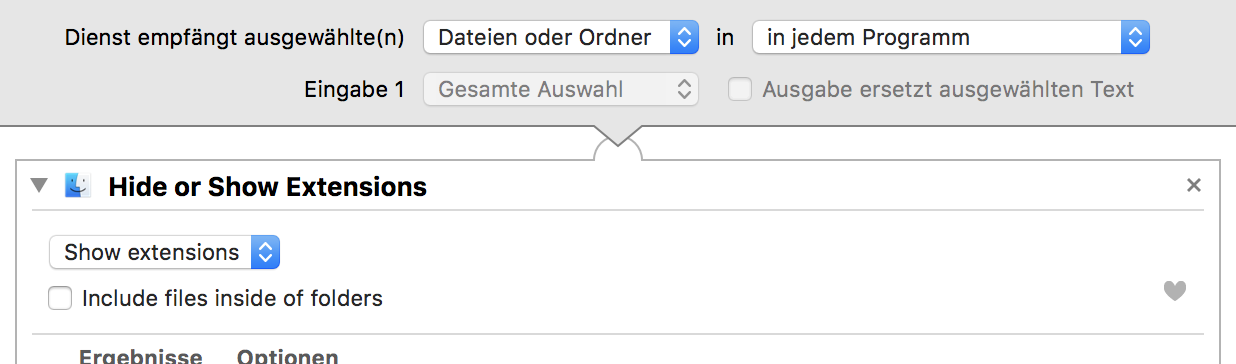 Dienst empfängt ausgewählte(n) Dateien oder Ordner in in jedem Programm
Eingabe 1 Gesamte Auswahl Ausgabe ersetzt ausgewählten Text
Hide or Show Extensions
Show extensions
Include files inside of folders
Ergebnisse Optionen